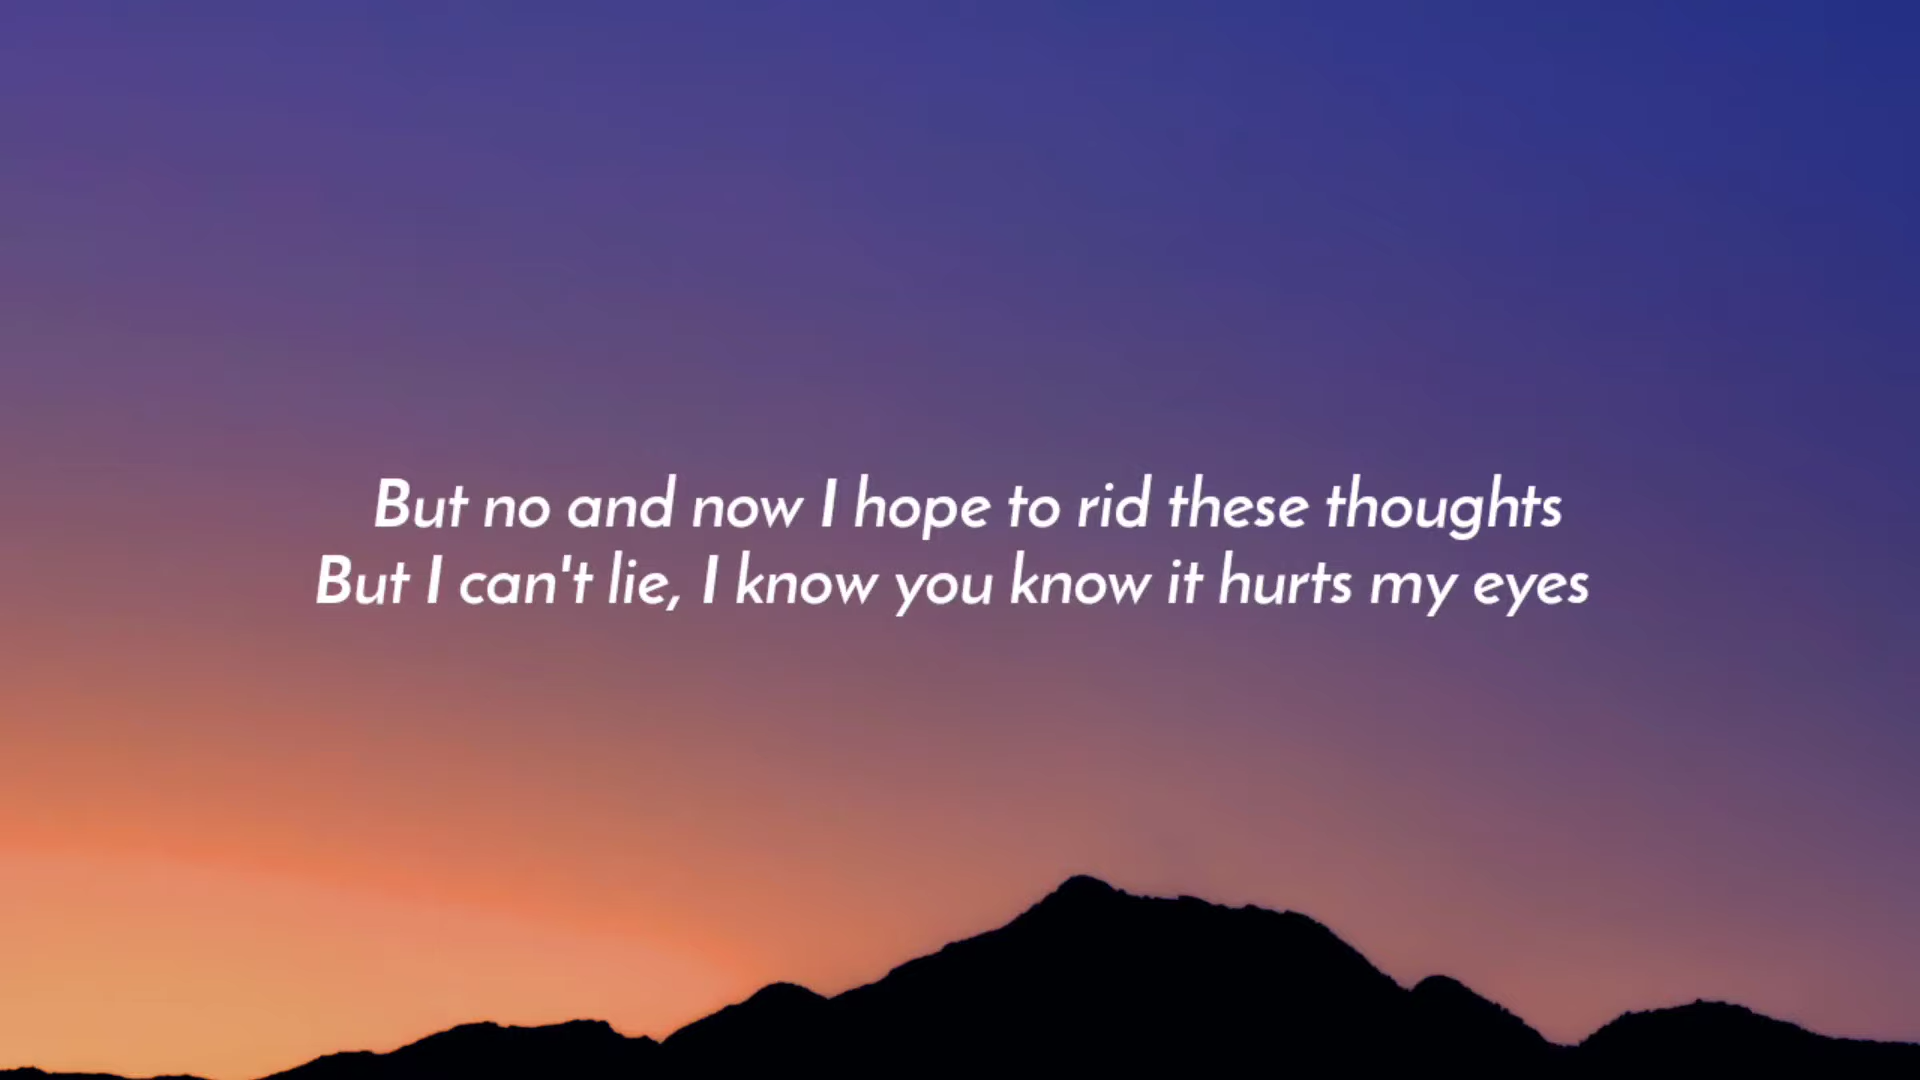 But no and now I hope to rid these thoughts
But I can't lie, I know you know it hurts my eyes